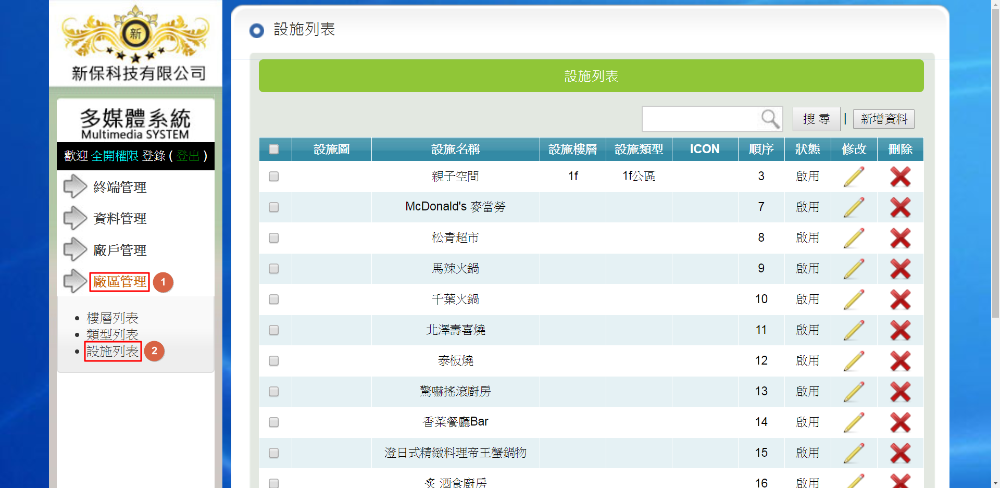 新
新保科技有限公司
多媒體系統
Multimedia SYSTEM
歡迎 全開權限 登錄 ( 登出 )
終端管理
資料管理
廠戶管理
廠區管理 1
樓層列表
類型列表
設施列表 2
設施列表
設施列表
搜 尋 | 新增資料
設施圖 設施名稱 設施樓層 設施類型 ICON 順序 狀態 修改 刪除
親子空間 1f 1f公區 3 啟用
McDonald's 麥當勞 7 啟用
松青超市 8 啟用
馬辣火鍋 9 啟用
千葉火鍋 10 啟用
北澤壽喜燒 11 啟用
泰板燒 12 啟用
驚嚇搖滾廚房 13 啟用
香菜餐廳Bar 14 啟用
澄日式精緻料理帝王蟹鍋物 15 啟用
炙 酒食廚房 16 啟用